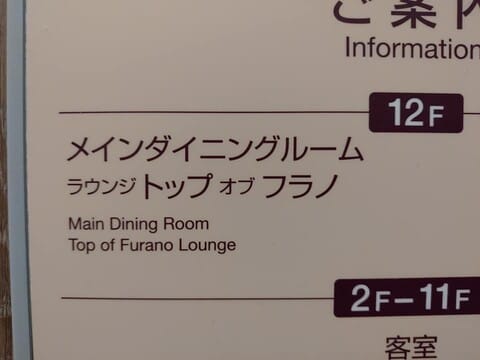 ご案内
Information
12F
メインダイニングルーム
ラウンジ トップ オブ フラノ
Main Dining Room
Top of Furano Lounge
2F–11F
客室